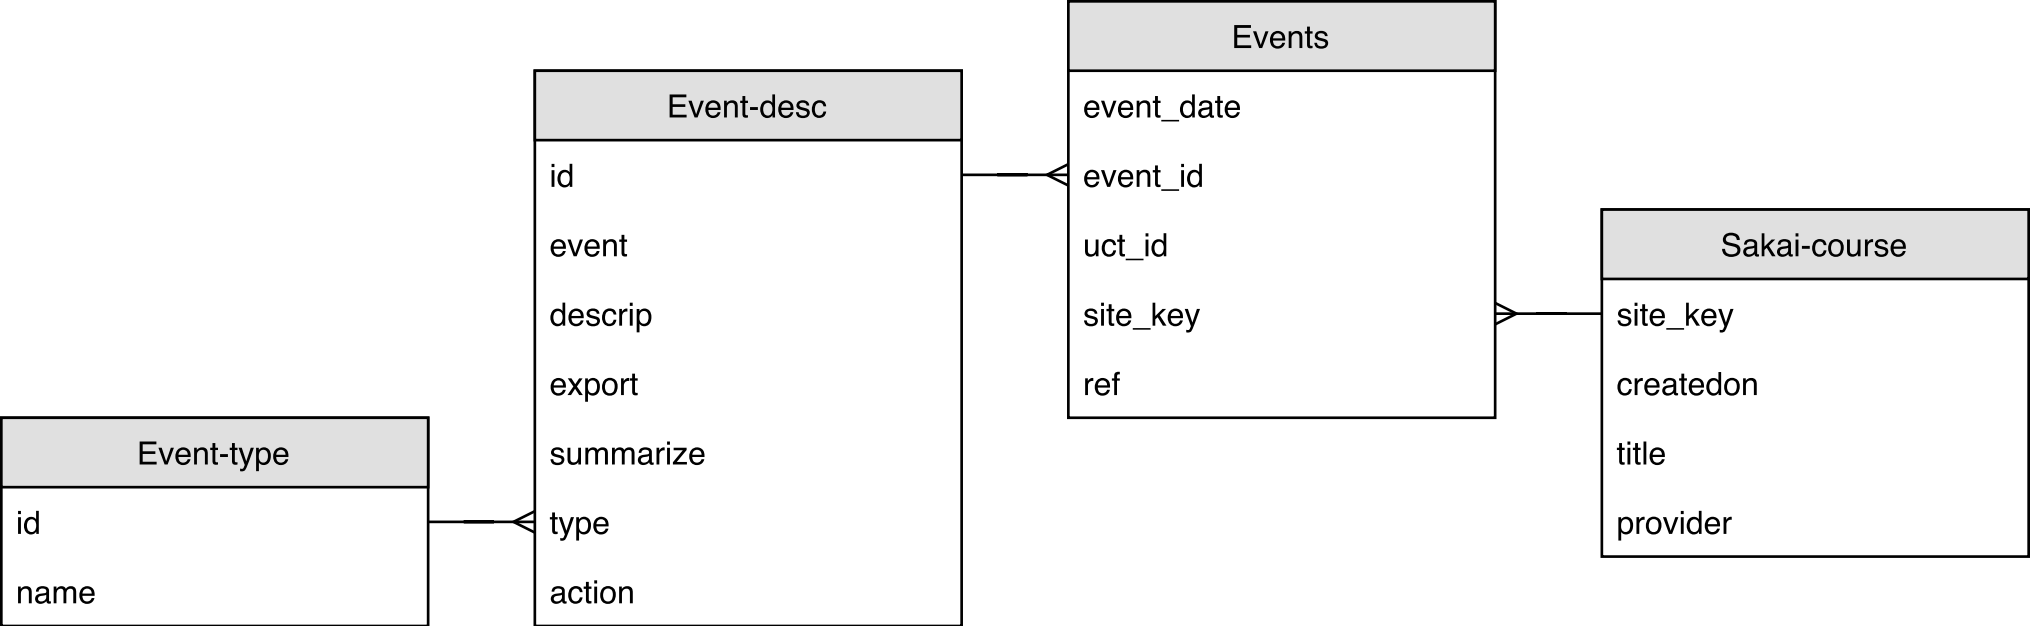 Event-type
id
name
Event-desc
id
event
descrip
export
summarize
type
action
Events
event_date
event_id
uct_id
site_key
ref
Sakai-course
site_key
createdon
title
provider